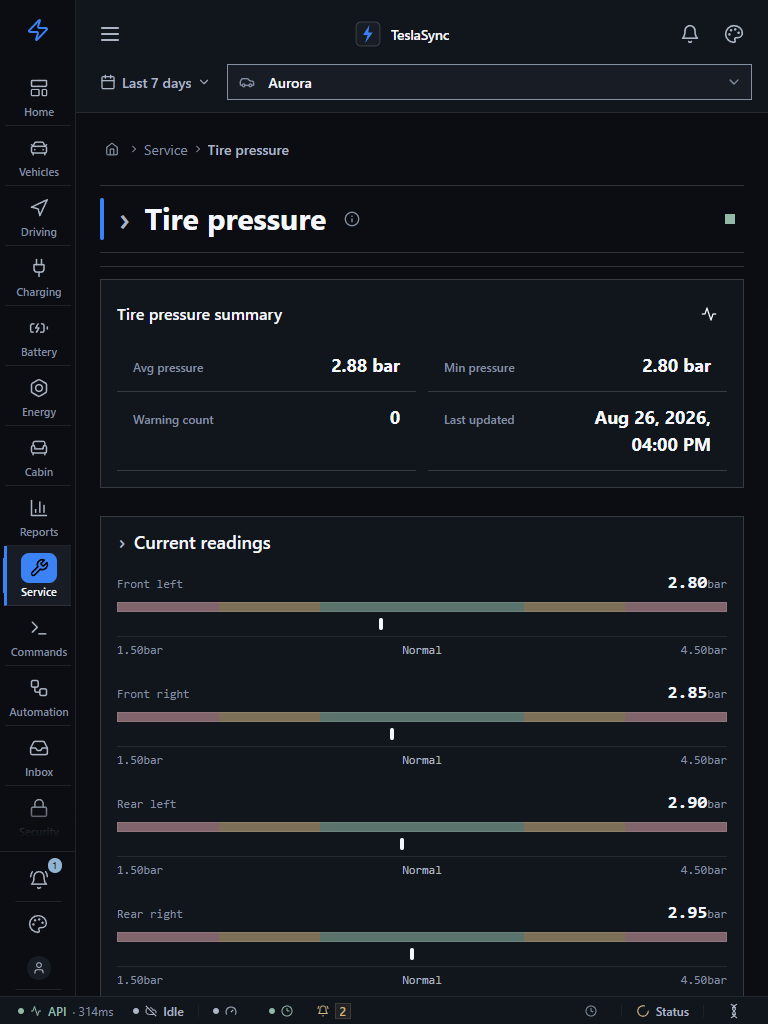 TeslaSync
Last 7 days
Aurora
Home
Vehicles
Driving
Charging
Battery
Energy
Cabin
Reports
Service
Commands
Automation
Inbox
Security
1
Service
Tire pressure
Tire pressure
Tire pressure summary
Avg pressure 2.88 bar
Min pressure 2.80 bar
Warning count 0
Last updated Aug 26, 2026,
04:00 PM
Current readings
Front left 2.80bar
1.50bar Normal 4.50bar
Front right 2.85bar
1.50bar Normal 4.50bar
Rear left 2.90bar
1.50bar Normal 4.50bar
Rear right 2.95bar
1.50bar Normal 4.50bar
API · 314ms Idle 2 Status